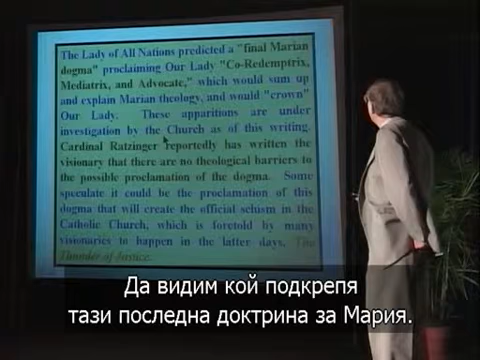 The Lady of All Nations predicted a "final Marian
dogma" proclaiming Our Lady "Co-Redemptrix,
Mediatrix, and Advocate," which would sum up
and explain Marian theology, and would "crown"
Our Lady. These apparitions are under
investigation by the Church as of this writing.
Cardinal Ratzinger reportedly has written the
visionary that there are no theological barriers to
the possible proclamation of the dogma. Some
speculate it could be the proclamation of this
dogma that will create the official schism in the
Catholic Church, which is foretold by many
visionaries to happen in the latter days. The
Thunder of Justice.
Да видим кой подкрепя
тази последна доктрина за Мария.